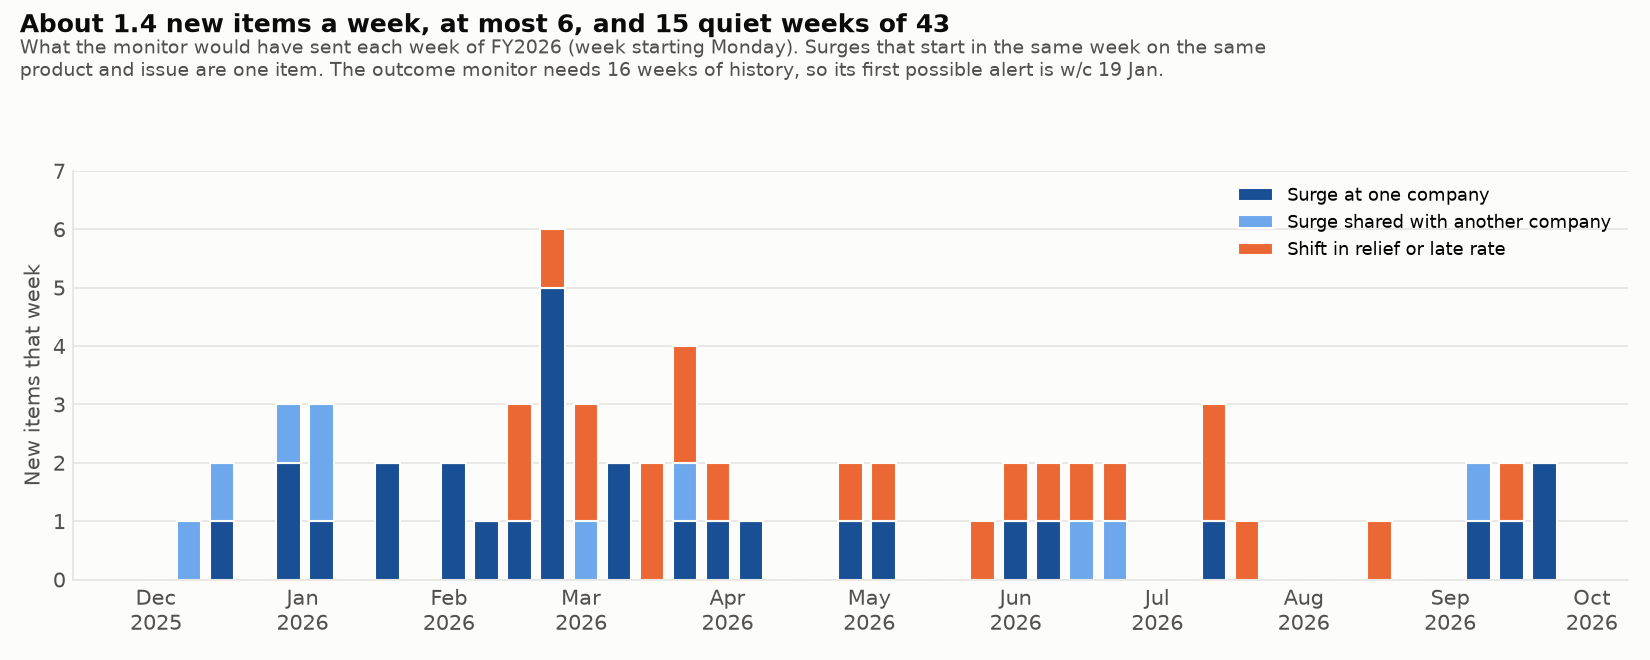 About 1.4 new items a week, at most 6, and 15 quiet weeks of 43
What the monitor would have sent each week of FY2026 (week starting Monday). Surges that start in the same week on the same
product and issue are one item. The outcome monitor needs 16 weeks of history, so its first possible alert is w/c 19 Jan.
New items that week
7
6
5
4
3
2
1
0
Surge at one company
Surge shared with another company
Shift in relief or late rate
Dec Jan Feb Mar Apr May Jun Jul Aug Sep Oct
2025 2026 2026 2026 2026 2026 2026 2026 2026 2026 2026